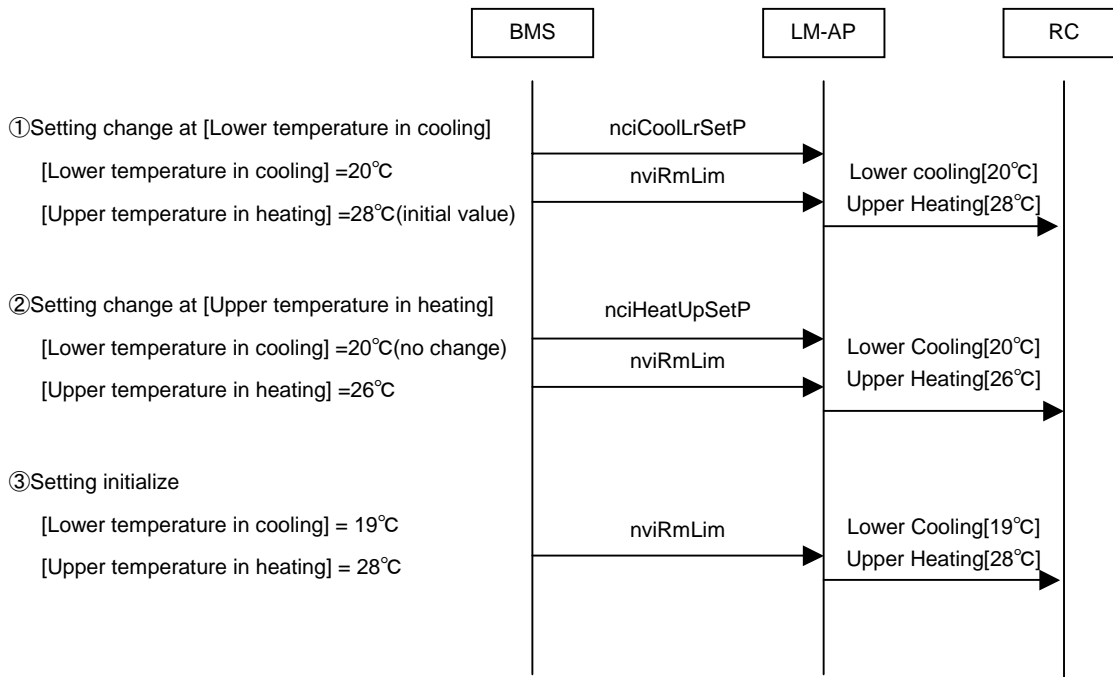 BMS
LM-AP
RC
①Setting change at [Lower temperature in cooling]
nciCoolLrSetP
[Lower temperature in cooling] =20℃
nviRmLim
Lower cooling[20℃]
[Upper temperature in heating] =28℃(initial value)
Upper Heating[28℃]
②Setting change at [Upper temperature in heating]
nciHeatUpSetP
[Lower temperature in cooling] =20℃(no change)
nviRmLim
Lower Cooling[20℃]
[Upper temperature in heating] =26℃
Upper Heating[26℃]
③Setting initialize
[Lower temperature in cooling] = 19℃
nviRmLim
Lower Cooling[19℃]
[Upper temperature in heating] = 28℃
Upper Heating[28℃]